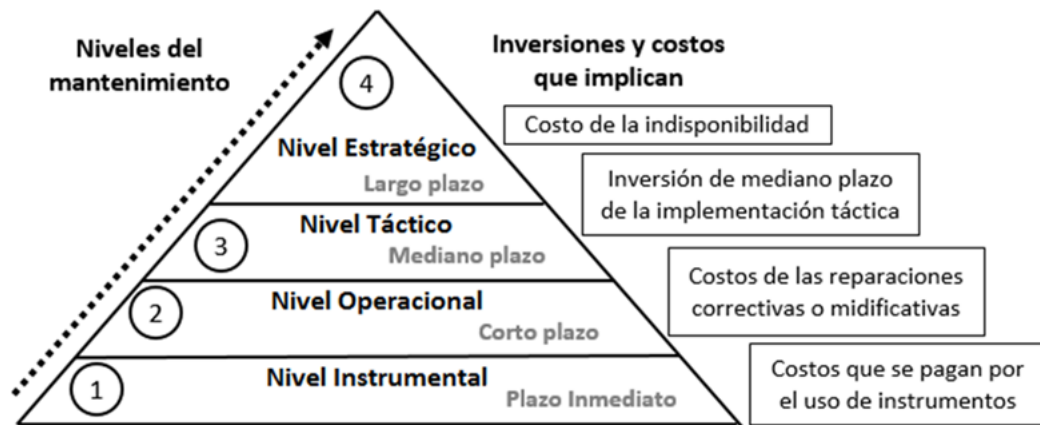 Niveles del
mantenimiento
Inversiones y costos
que implican
4
Nivel Estratégico
Largo plazo
Costo de la indisponibilidad
3
Nivel Táctico
Mediano plazo
Inversión de mediano plazo
de la implementación táctica
2
Nivel Operacional
Corto plazo
Costos de las reparaciones
correctivas o midificativas
1
Nivel Instrumental
Plazo Inmediato
Costos que se pagan por
el uso de instrumentos